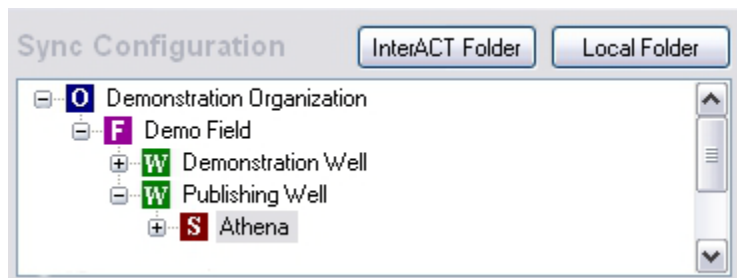 Sync Configuration InterACT Folder Local Folder
O Demonstration Organization
F Demo Field
W Demonstration Well
W Publishing Well
S Athena